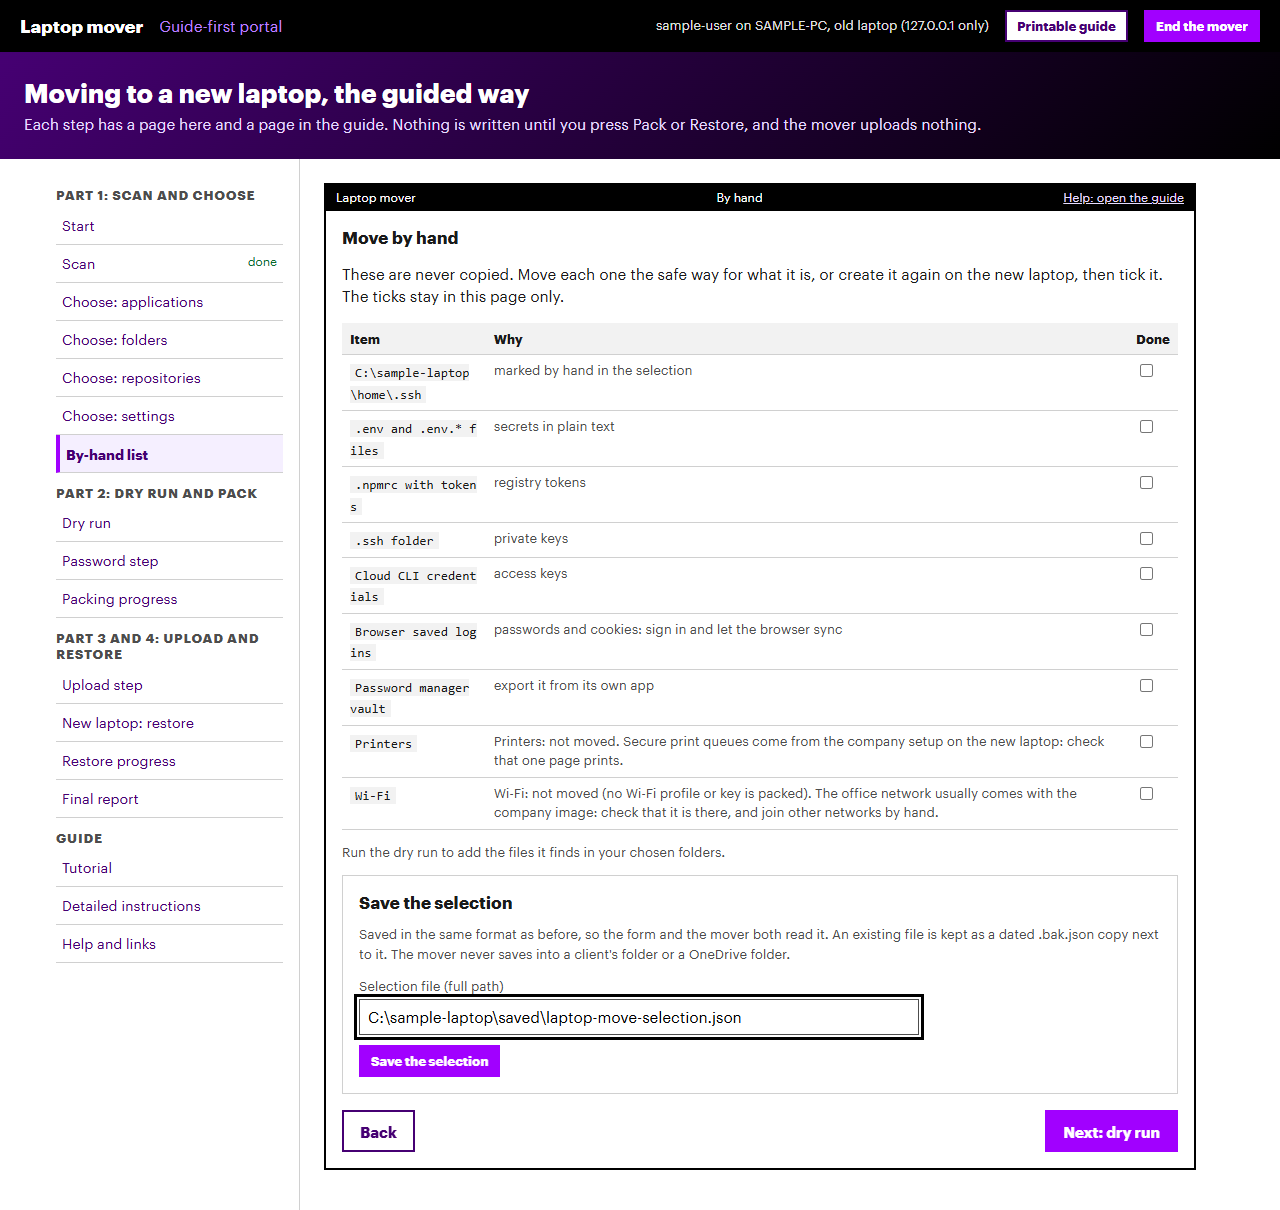 Laptop mover
Guide-first portal
sample-user on SAMPLE-PC, old laptop (127.0.0.1 only)
Printable guide
End the mover
Moving to a new laptop, the guided way
Each step has a page here and a page in the guide. Nothing is written until you press Pack or Restore, and the mover uploads nothing.
PART 1: SCAN AND CHOOSE
Start
Scan
done
Choose: applications
Choose: folders
Choose: repositories
Choose: settings
By-hand list
PART 2: DRY RUN AND PACK
Dry run
Password step
Packing progress
PART 3 AND 4: UPLOAD AND
RESTORE
Upload step
New laptop: restore
Restore progress
Final report
GUIDE
Tutorial
Detailed instructions
Help and links
Laptop mover
By hand
Help: open the guide
Move by hand
These are never copied. Move each one the safe way for what it is, or create it again on the new laptop, then tick it.
The ticks stay in this page only.
Item
Why
Done
C:\sample-laptop
\home\.ssh
marked by hand in the selection
.env and .env.* f
iles
secrets in plain text
.npmrc with token
s
registry tokens
.ssh folder
private keys
Cloud CLI credent
ials
access keys
Browser saved log
ins
passwords and cookies: sign in and let the browser sync
Password manager
vault
export it from its own app
Printers
Printers: not moved. Secure print queues come from the company setup on the new laptop: check
that one page prints.
Wi-Fi
Wi-Fi: not moved (no Wi-Fi profile or key is packed). The office network usually comes with the
company image: check that it is there, and join other networks by hand.
Run the dry run to add the files it finds in your chosen folders.
Save the selection
Saved in the same format as before, so the form and the mover both read it. An existing file is kept as a dated .bak.json copy next
to it. The mover never saves into a client's folder or a OneDrive folder.
Selection file (full path)
C:\sample-laptop\saved\laptop-move-selection.json
Save the selection
Back
Next: dry run